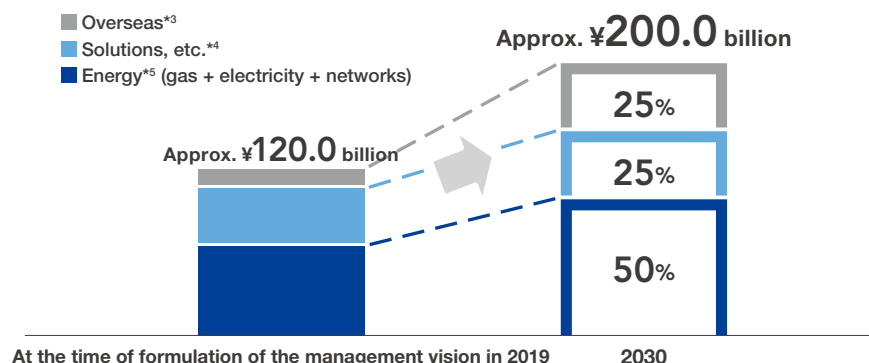 Overseas*3
Solutions, etc.*4
Energy*5 (gas + electricity + networks)
Approx. ¥200.0 billion
Approx. ¥120.0 billion
25%
25%
50%
At the time of formulation of the management vision in 2019
2030